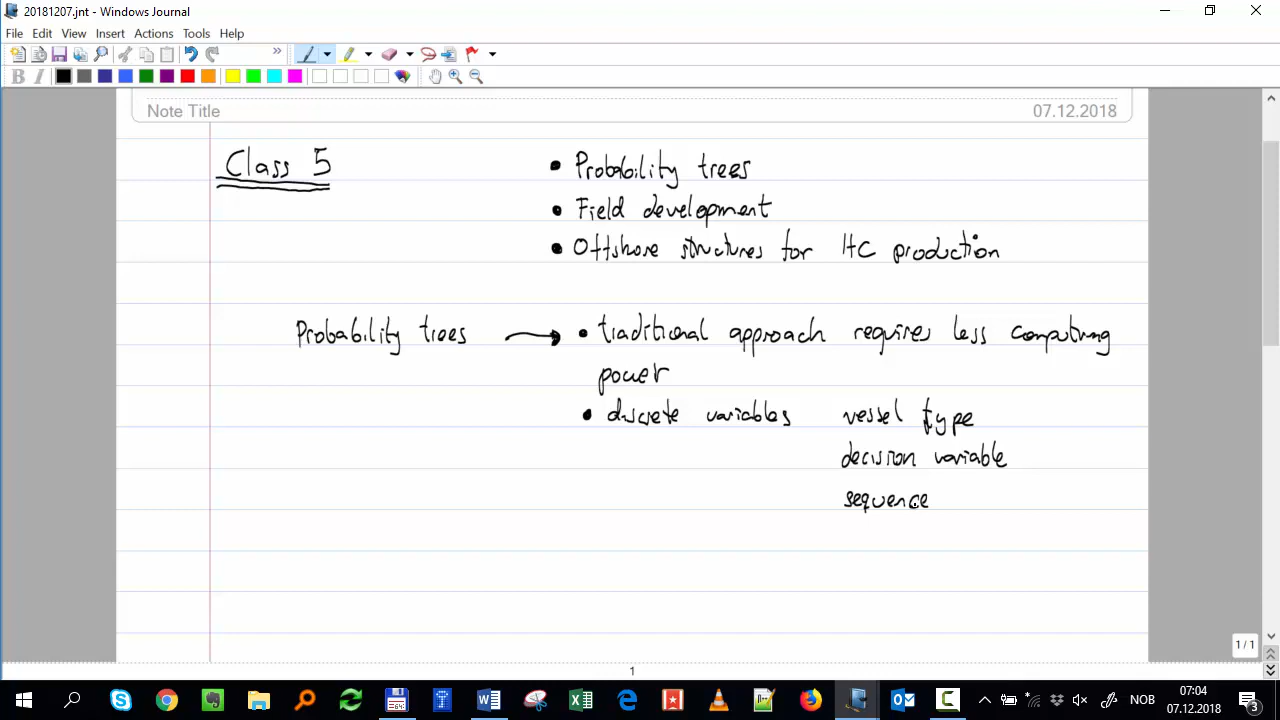 20181207.jnt - Windows Journal
File Edit View Insert Actions Tools Help
B I
Note Title 07.12.2018
Class 5
• Probability trees
• Field development
• Offshore structures for HC production
Probability trees → • traditional approach requires less computing
power
• discrete variables vessel type
decision variable
sequence
1/1
1
NOB
07:04
07.12.2018
3